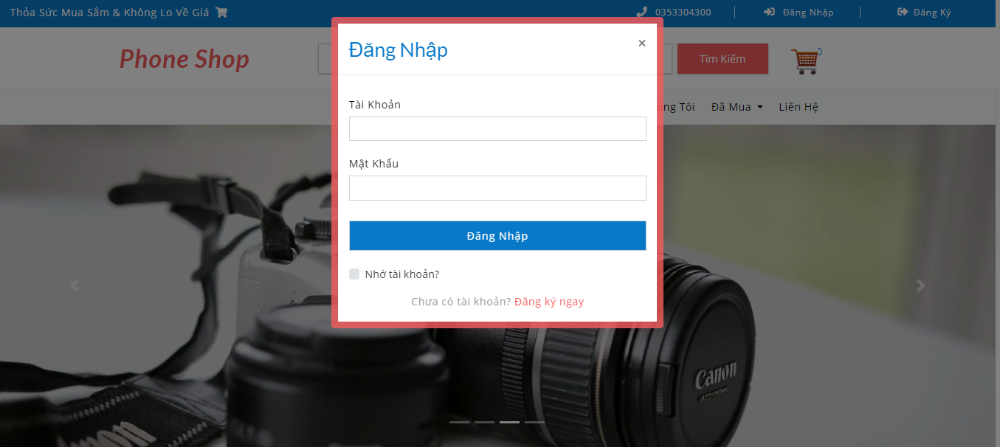 Thỏa Sức Mua Sắm & Không Lo Về Giá
0353304300
Đăng Nhập
Đăng Ký
Phone Shop
Tìm Kiếm
0
Tôi
Đã Mua
Liên Hệ
Đăng Nhập
×
Tài Khoản
Mật Khẩu
Đăng Nhập
Nhớ tài khoản?
Chưa có tài khoản? Đăng ký ngay
Canon
ULTRASONIC